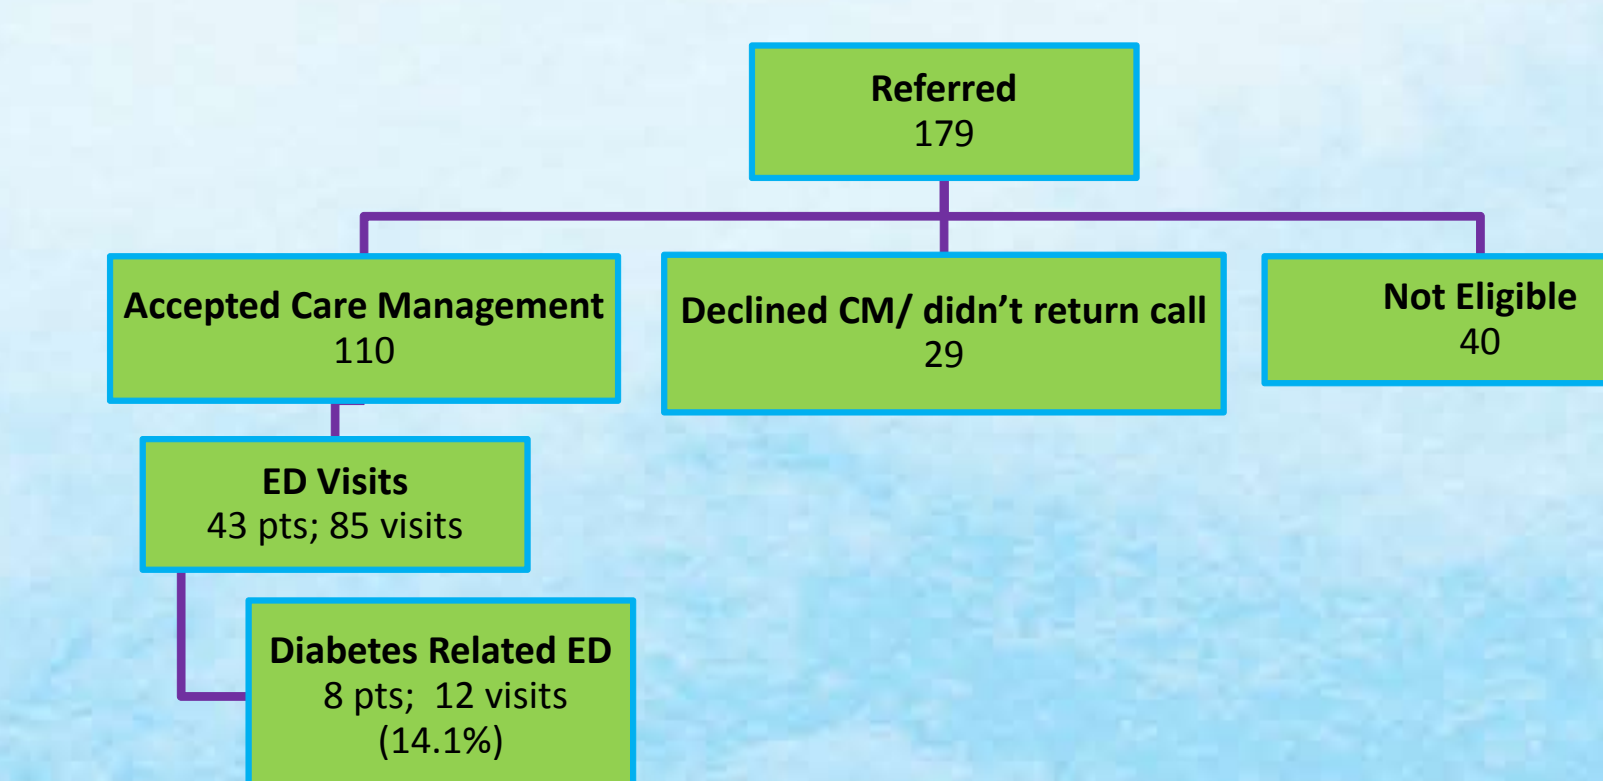 Referred
179
Accepted Care Management
110
Declined CM/ didn’t return call
29
Not Eligible
40
ED Visits
43 pts; 85 visits
Diabetes Related ED
8 pts; 12 visits
(14.1%)